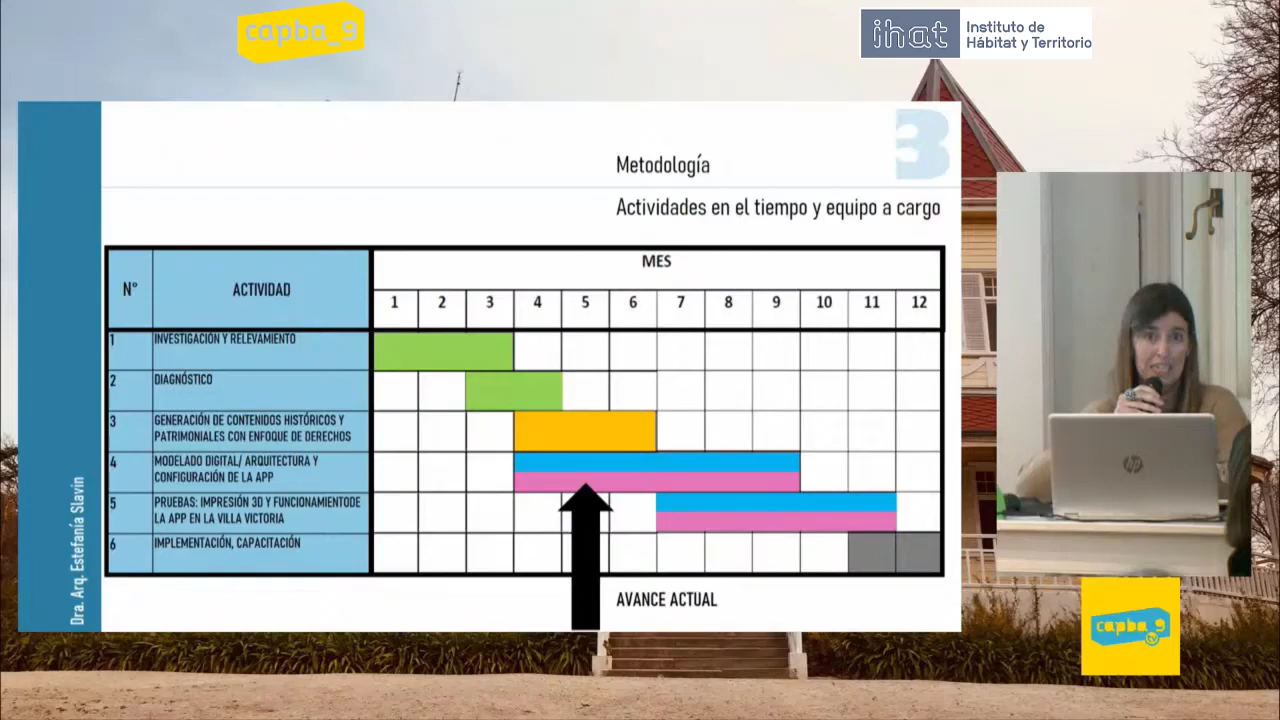 capba_9
ihat
Instituto de
Hábitat y Territorio
3
Metodología
Actividades en el tiempo y equipo a cargo
N° ACTIVIDAD MES
1 2 3 4 5 6 7 8 9 10 11 12
1 INVESTIGACIÓN Y RELEVAMIENTO
2 DIAGNÓSTICO
3 GENERACIÓN DE CONTENIDOS HISTÓRICOS Y
PATRIMONIALES CON ENFOQUE DE DERECHOS
4 MODELADO DIGITAL/ ARQUITECTURA Y
CONFIGURACIÓN DE LA APP
5 PRUEBAS: IMPRESIÓN 3D Y FUNCIONAMIENTODE
LA APP EN LA VILLA VICTORIA
6 IMPLEMENTACIÓN, CAPACITACIÓN
AVANCE ACTUAL
Dra. Arq. Estefanía Slavin
hp
capba_9
tv